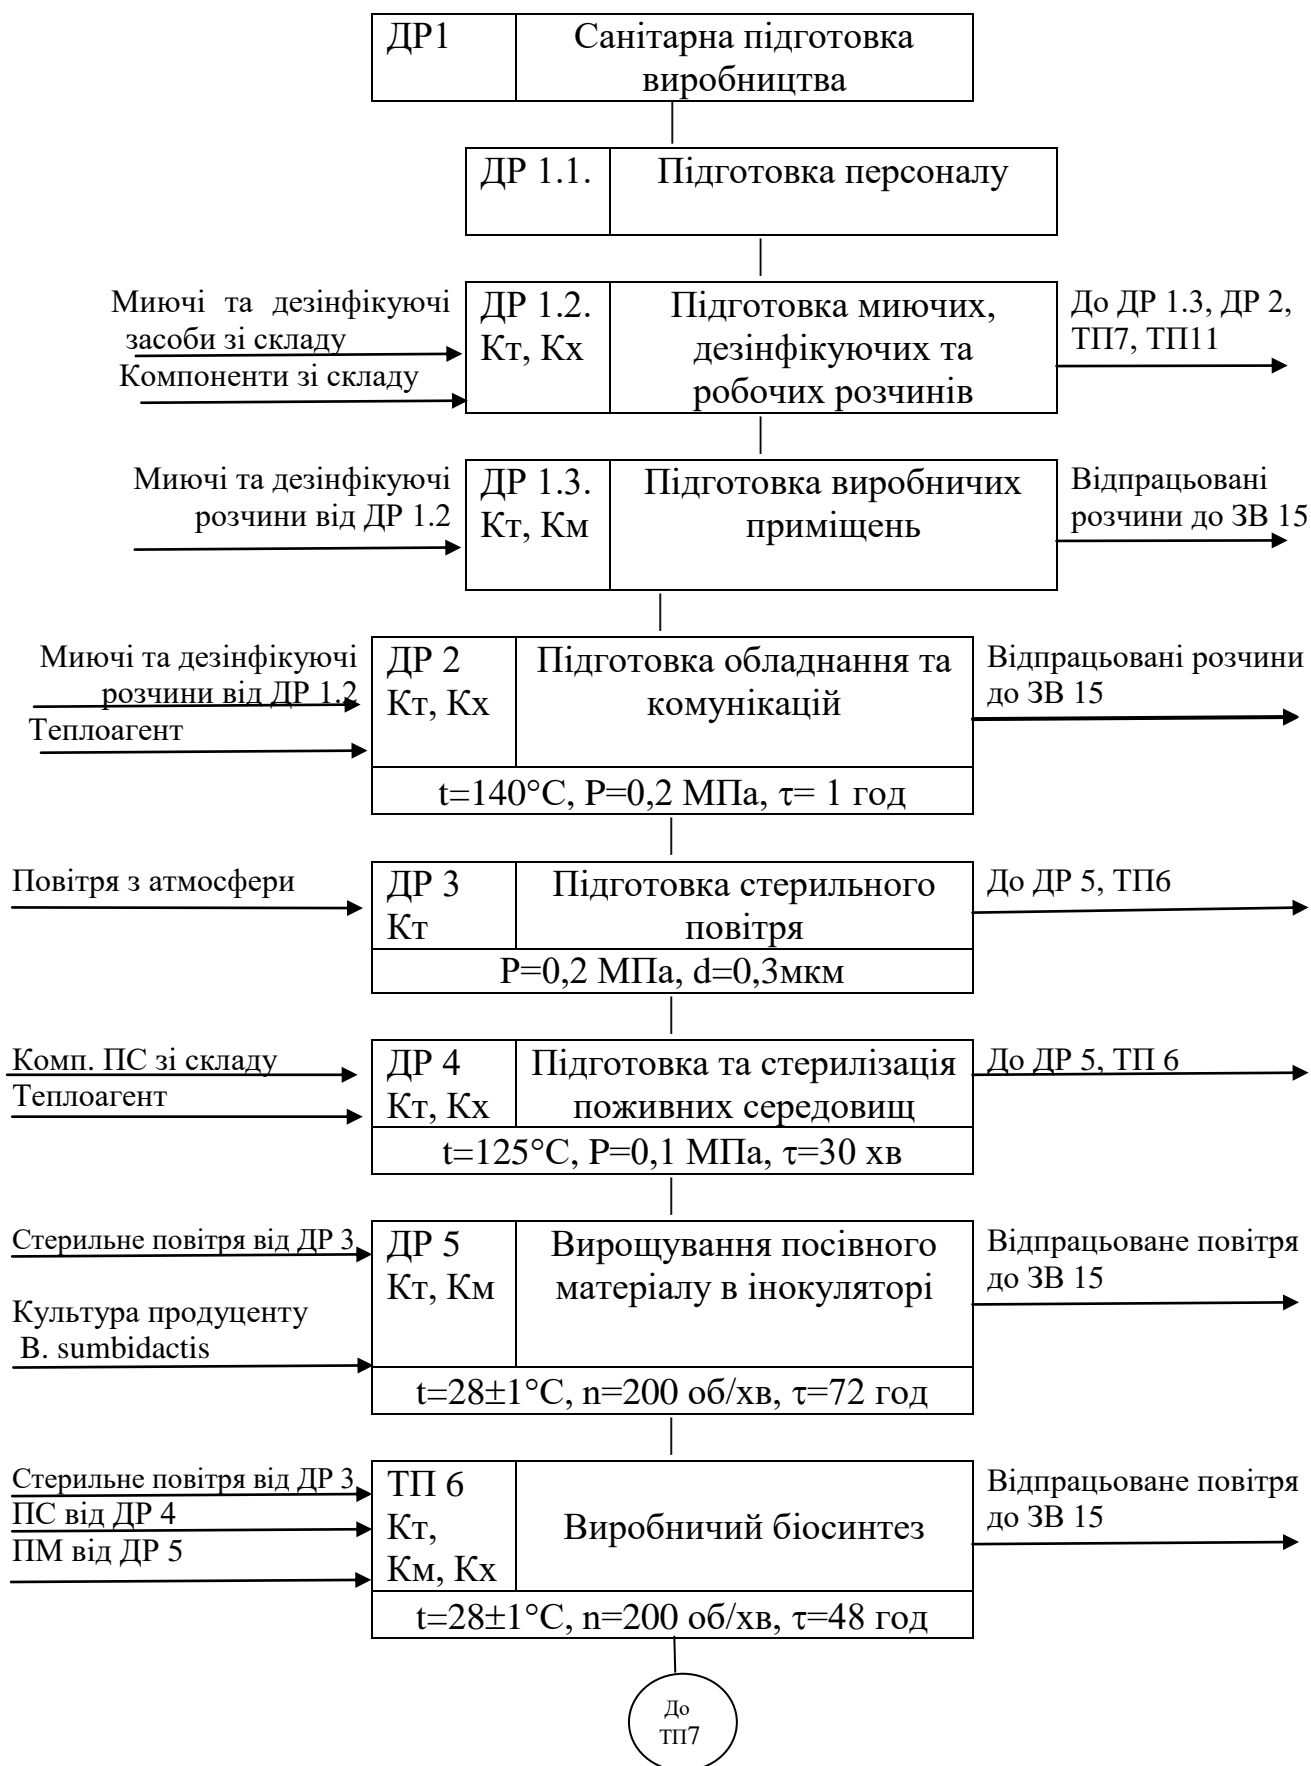 ДР1
Санітарна підготовка
виробництва
ДР 1.1.
Підготовка персоналу
Миючі та дезінфікуючі
засоби зі складу
Компоненти зі складу
ДР 1.2.
Кт, Кх
Підготовка миючих,
дезінфікуючих та
робочих розчинів
До ДР 1.3, ДР 2,
ТП7, ТП11
Миючі та дезінфікуючі
розчини від ДР 1.2
ДР 1.3.
Кт, Км
Підготовка виробничих
приміщень
Відпрацьовані
розчини до ЗВ 15
Миючі та дезінфікуючі
розчини від ДР 1.2
Теплоагент
ДР 2
Кт, Кх
Підготовка обладнання та
комунікацій
Відпрацьовані розчини
до ЗВ 15
t=140°С, Р=0,2 МПа, τ= 1 год
Повітря з атмосфери
ДР 3
Кт
Підготовка стерильного
повітря
До ДР 5, ТП6
Р=0,2 МПа, d=0,3мкм
Комп. ПС зі складу
Теплоагент
ДР 4
Кт, Кх
Підготовка та стерилізація
поживних середовищ
До ДР 5, ТП 6
t=125°С, Р=0,1 МПа, τ=30 хв
Стерильне повітря від ДР 3
Культура продуценту
B. sumbidactis
ДР 5
Кт, Км
Вирощування посівного
матеріалу в інокуляторі
Відпрацьоване повітря
до ЗВ 15
t=28±1°С, n=200 об/хв, τ=72 год
Стерильне повітря від ДР 3
ПС від ДР 4
ПМ від ДР 5
ТП 6
Кт,
Км, Кх
Виробничий біосинтез
Відпрацьоване повітря
до ЗВ 15
t=28±1°С, n=200 об/хв, τ=48 год
До
ТП7